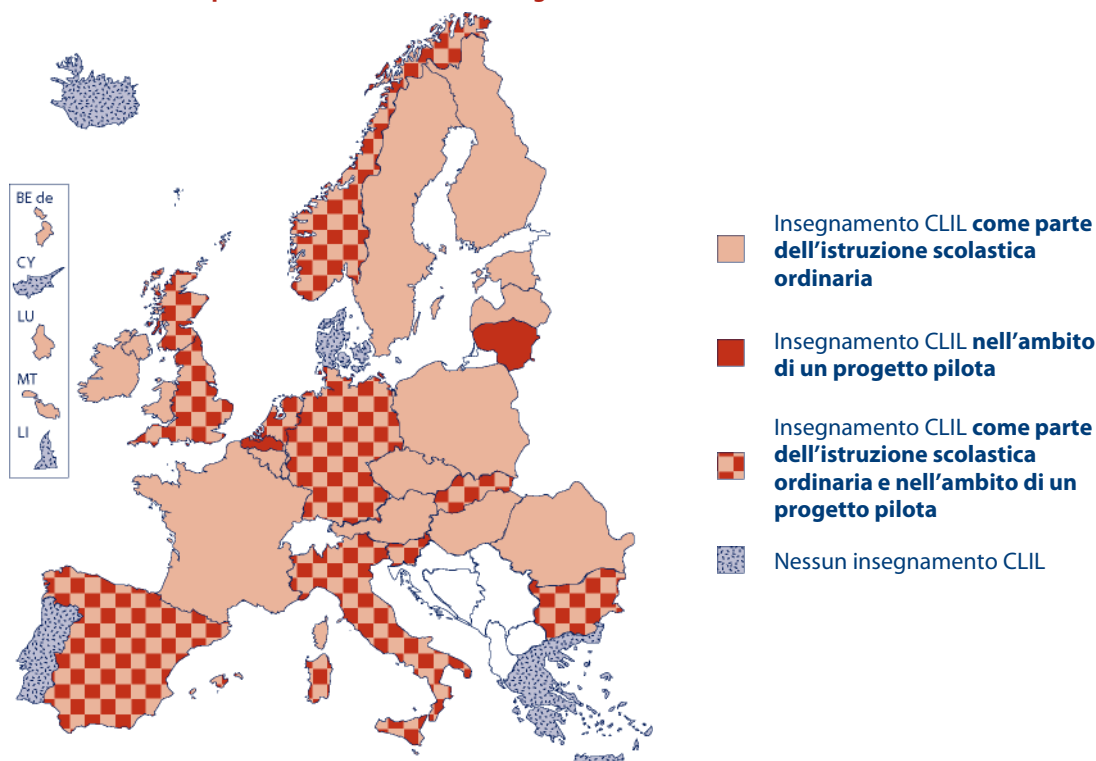 BE de
CY
LU
MT
LI
Insegnamento CLIL come parte
dell'istruzione scolastica
ordinaria
Insegnamento CLIL nell'ambito
di un progetto pilota
Insegnamento CLIL come parte
dell'istruzione scolastica
ordinaria e nell'ambito di un
progetto pilota
Nessun insegnamento CLIL